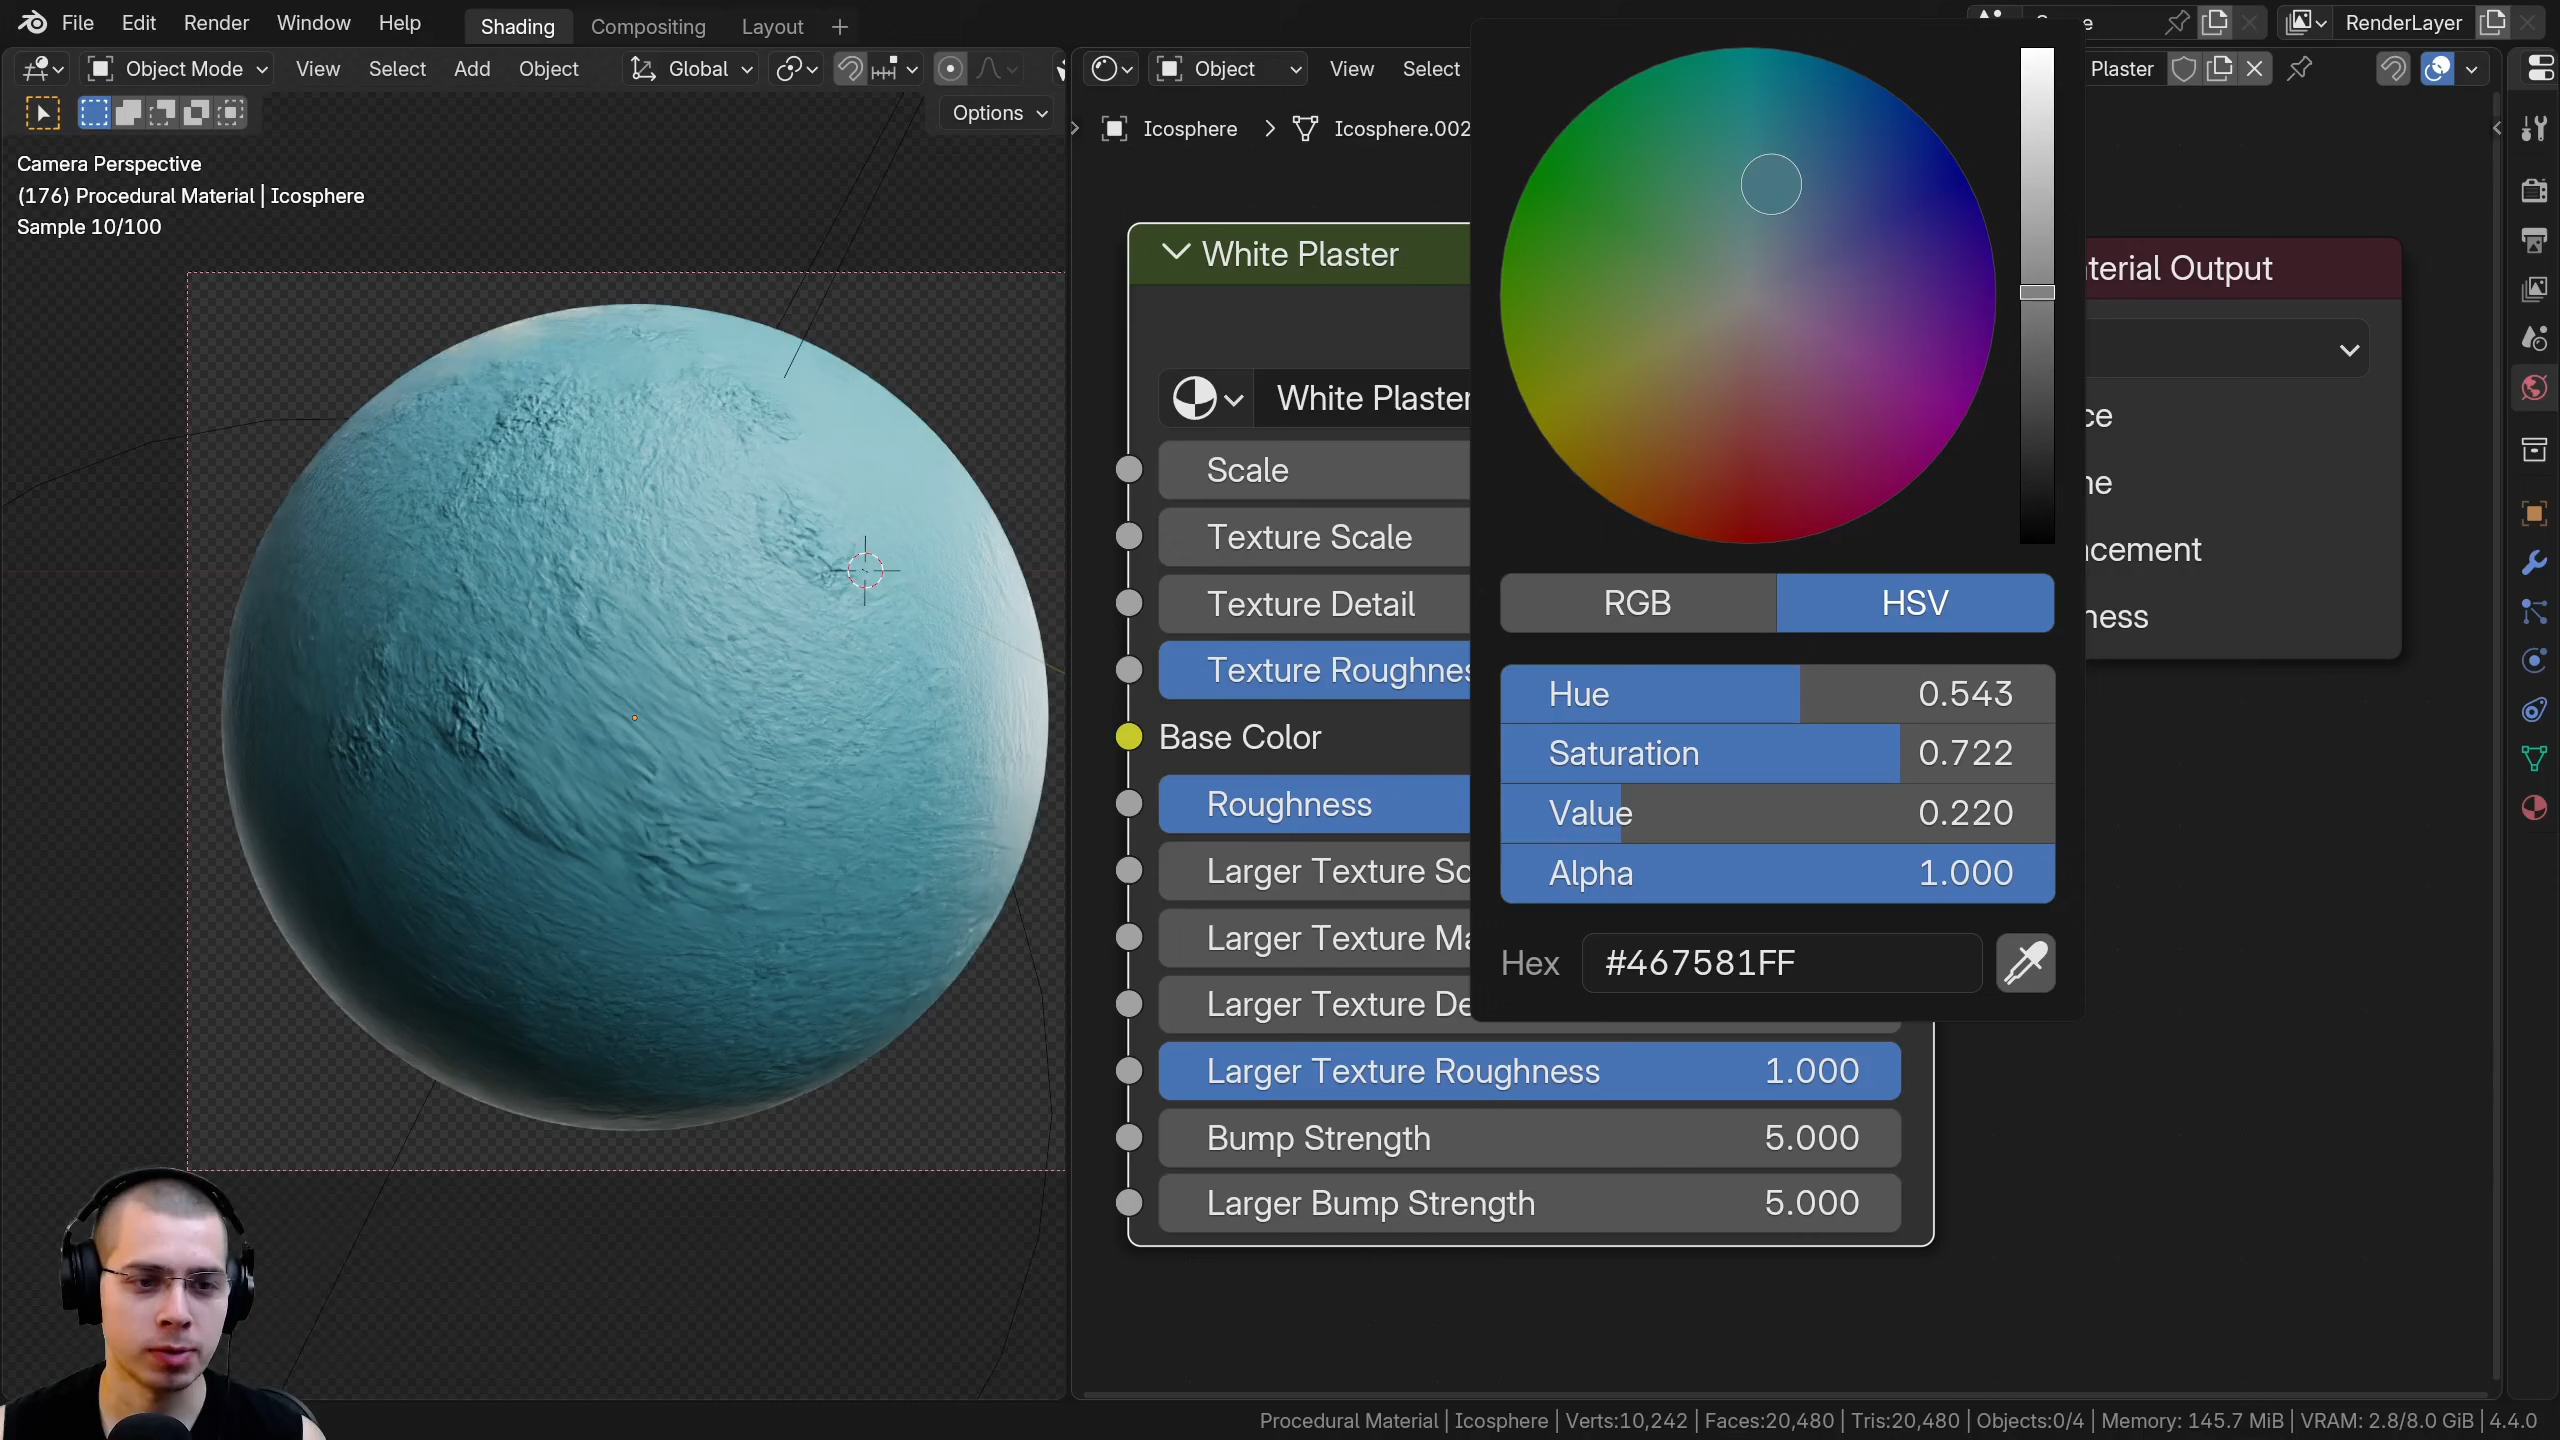 File Edit Render Window Help
Shading Compositing Layout +
RenderLayer
Object Mode View Select Add Object Global
Object View Select
Plaster
Options
Icosphere > Icosphere.002
Camera Perspective
(176) Procedural Material | Icosphere
Sample 10/100
White Plaster
terial Output
White Plaster
Scale
Texture Scale
Texture Detail
Texture Roughnes
Base Color
Roughness
Larger Texture Sc
Larger Texture Ma
Larger Texture De
Larger Texture Roughness 1.000
Bump Strength 5.000
Larger Bump Strength 5.000
RGB HSV
Hue 0.543
Saturation 0.722
Value 0.220
Alpha 1.000
Hex #467581FF
ce
ne
cement
ness
Procedural Material | Icosphere | Verts:10,242 | Faces:20,480 | Tris:20,480 | Objects:0/4 | Memory: 145.7 MiB | VRAM: 2.8/8.0 GiB | 4.4.0